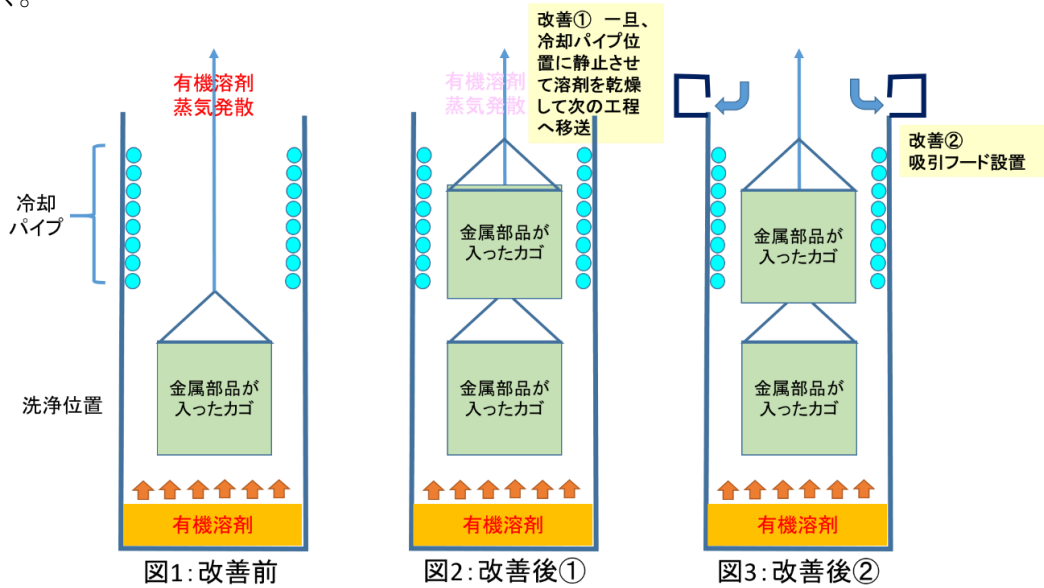 く。
改善①　一旦、
冷却パイプ位
置に静止させ
て溶剤を乾燥
して次の工程
へ移送
有機溶剤
蒸気発散
有機溶剤
蒸気発散
改善②
吸引フード設置
冷却
パイプ
金属部品が
入ったカゴ
金属部品が
入ったカゴ
洗浄位置
金属部品が
入ったカゴ
金属部品が
入ったカゴ
金属部品が
入ったカゴ
有機溶剤
有機溶剤
有機溶剤
図1：改善前
図2：改善後①
図3：改善後②